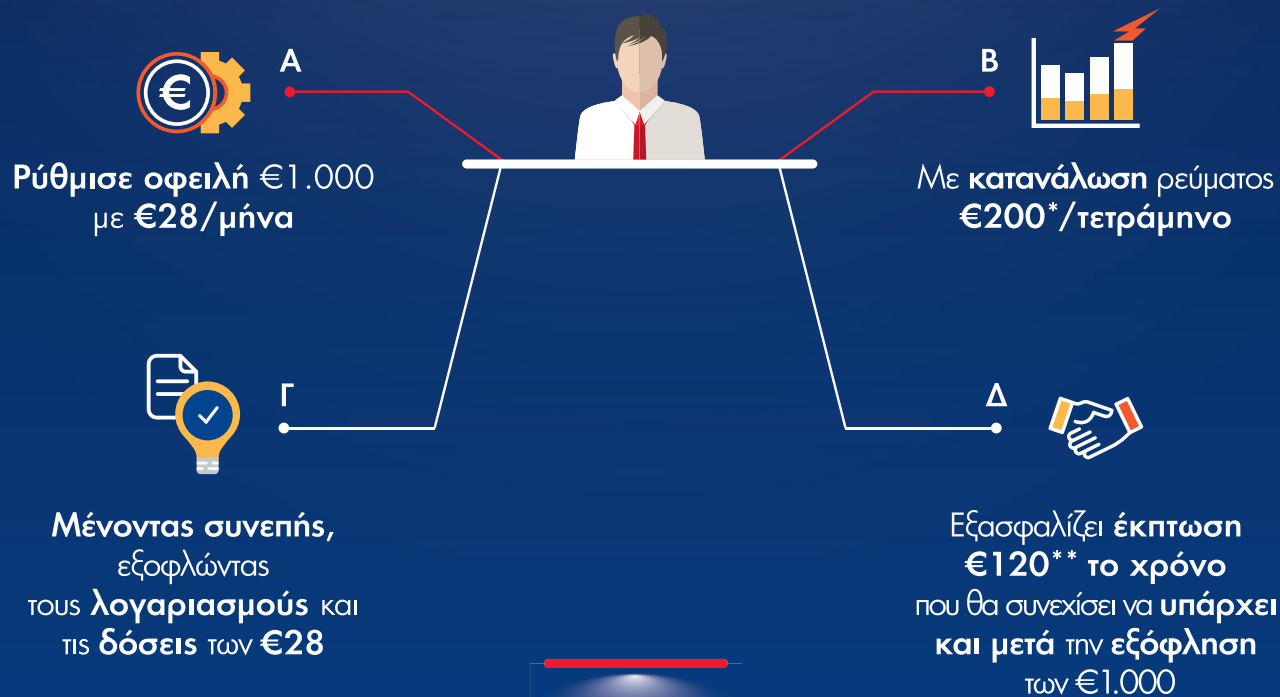 Α
Ρύθμισε οφειλή €1.000
με €28/μήνα
Β
Με κατανάλωση ρεύματος
€200*/τετράμηνο
Γ
Μένοντας συνεπής,
εξοφλώντας
τους λογαριασμούς και
τις δόσεις των €28
Δ
Εξασφαλίζει έκπτωση
€120** το χρόνο
που θα συνεχίσει να υπάρχει
και μετά την εξόφληση
των €1.000